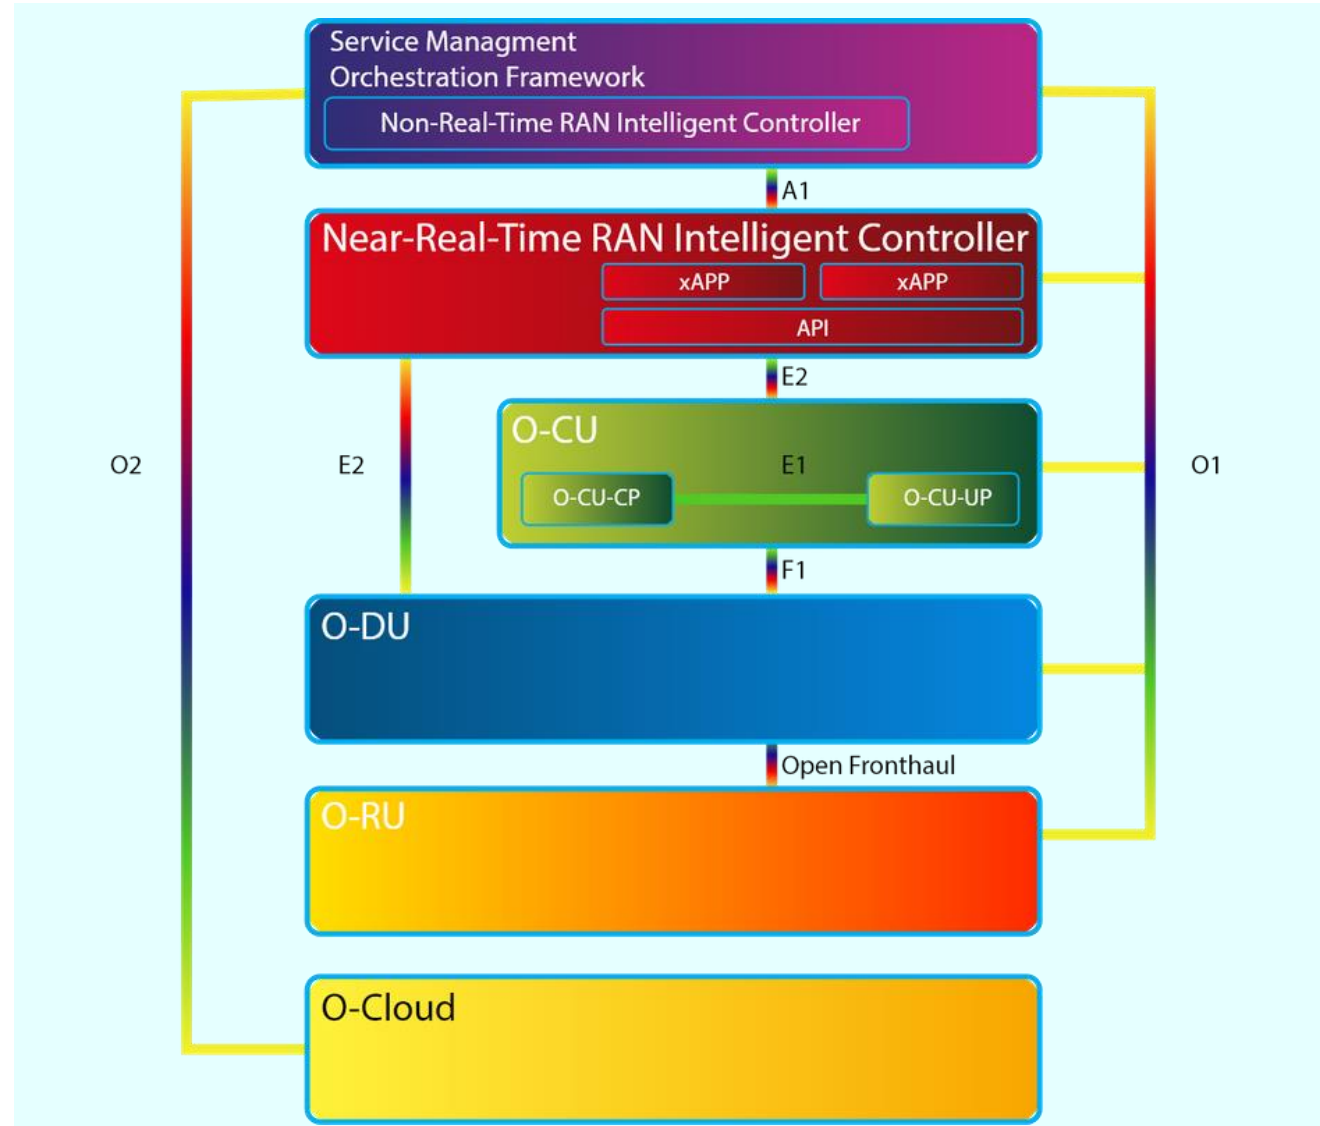 Service Managment
Orchestration Framework
Non-Real-Time RAN Intelligent Controller
A1
Near-Real-Time RAN Intelligent Controller
xAPP xAPP
API
E2
O-CU
O2 E2 E1 O1
O-CU-CP O-CU-UP
F1
O-DU
Open Fronthaul
O-RU
O-Cloud